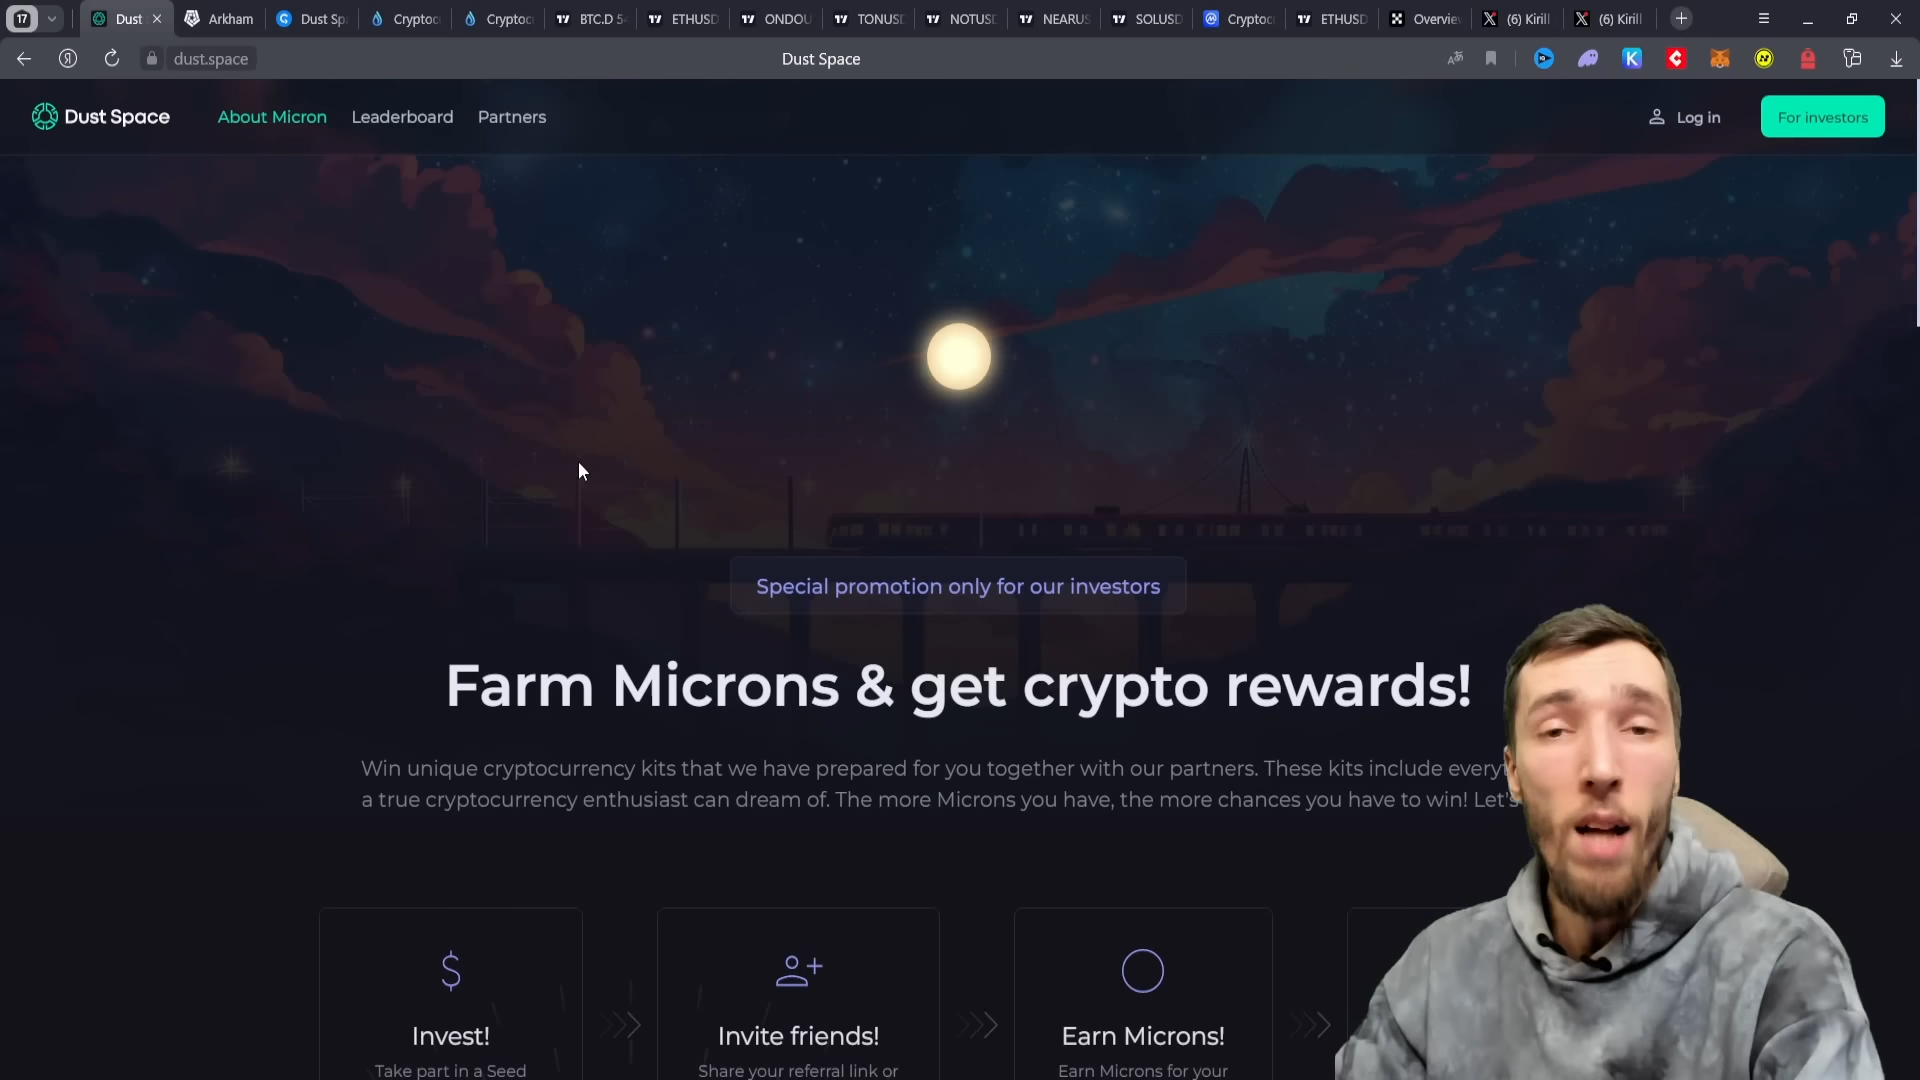 17
Dust
Arkham
Dust Sp
Cryptoc
Cryptoc
BTC.D 5
ETHUSD
ONDOU
TONUSD
NOTUSD
NEARUS
SOLUSD
Cryptoc
ETHUSD
Overvie
(6) Kirill
(6) Kirill
dust.space
Dust Space
Dust Space
About Micron
Leaderboard
Partners
Log in
For investors
Special promotion only for our investors
Farm Microns & get crypto rewards!
Win unique cryptocurrency kits that we have prepared for you together with our partners. These kits include everyt
a true cryptocurrency enthusiast can dream of. The more Microns you have, the more chances you have to win! Let's
Invest!
Take part in a Seed
Invite friends!
Share your referral link or
Earn Microns!
Earn Microns for your